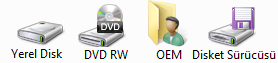 DVD
Yerel Disk
DVD RW
OEM
Disket Sürücüsü